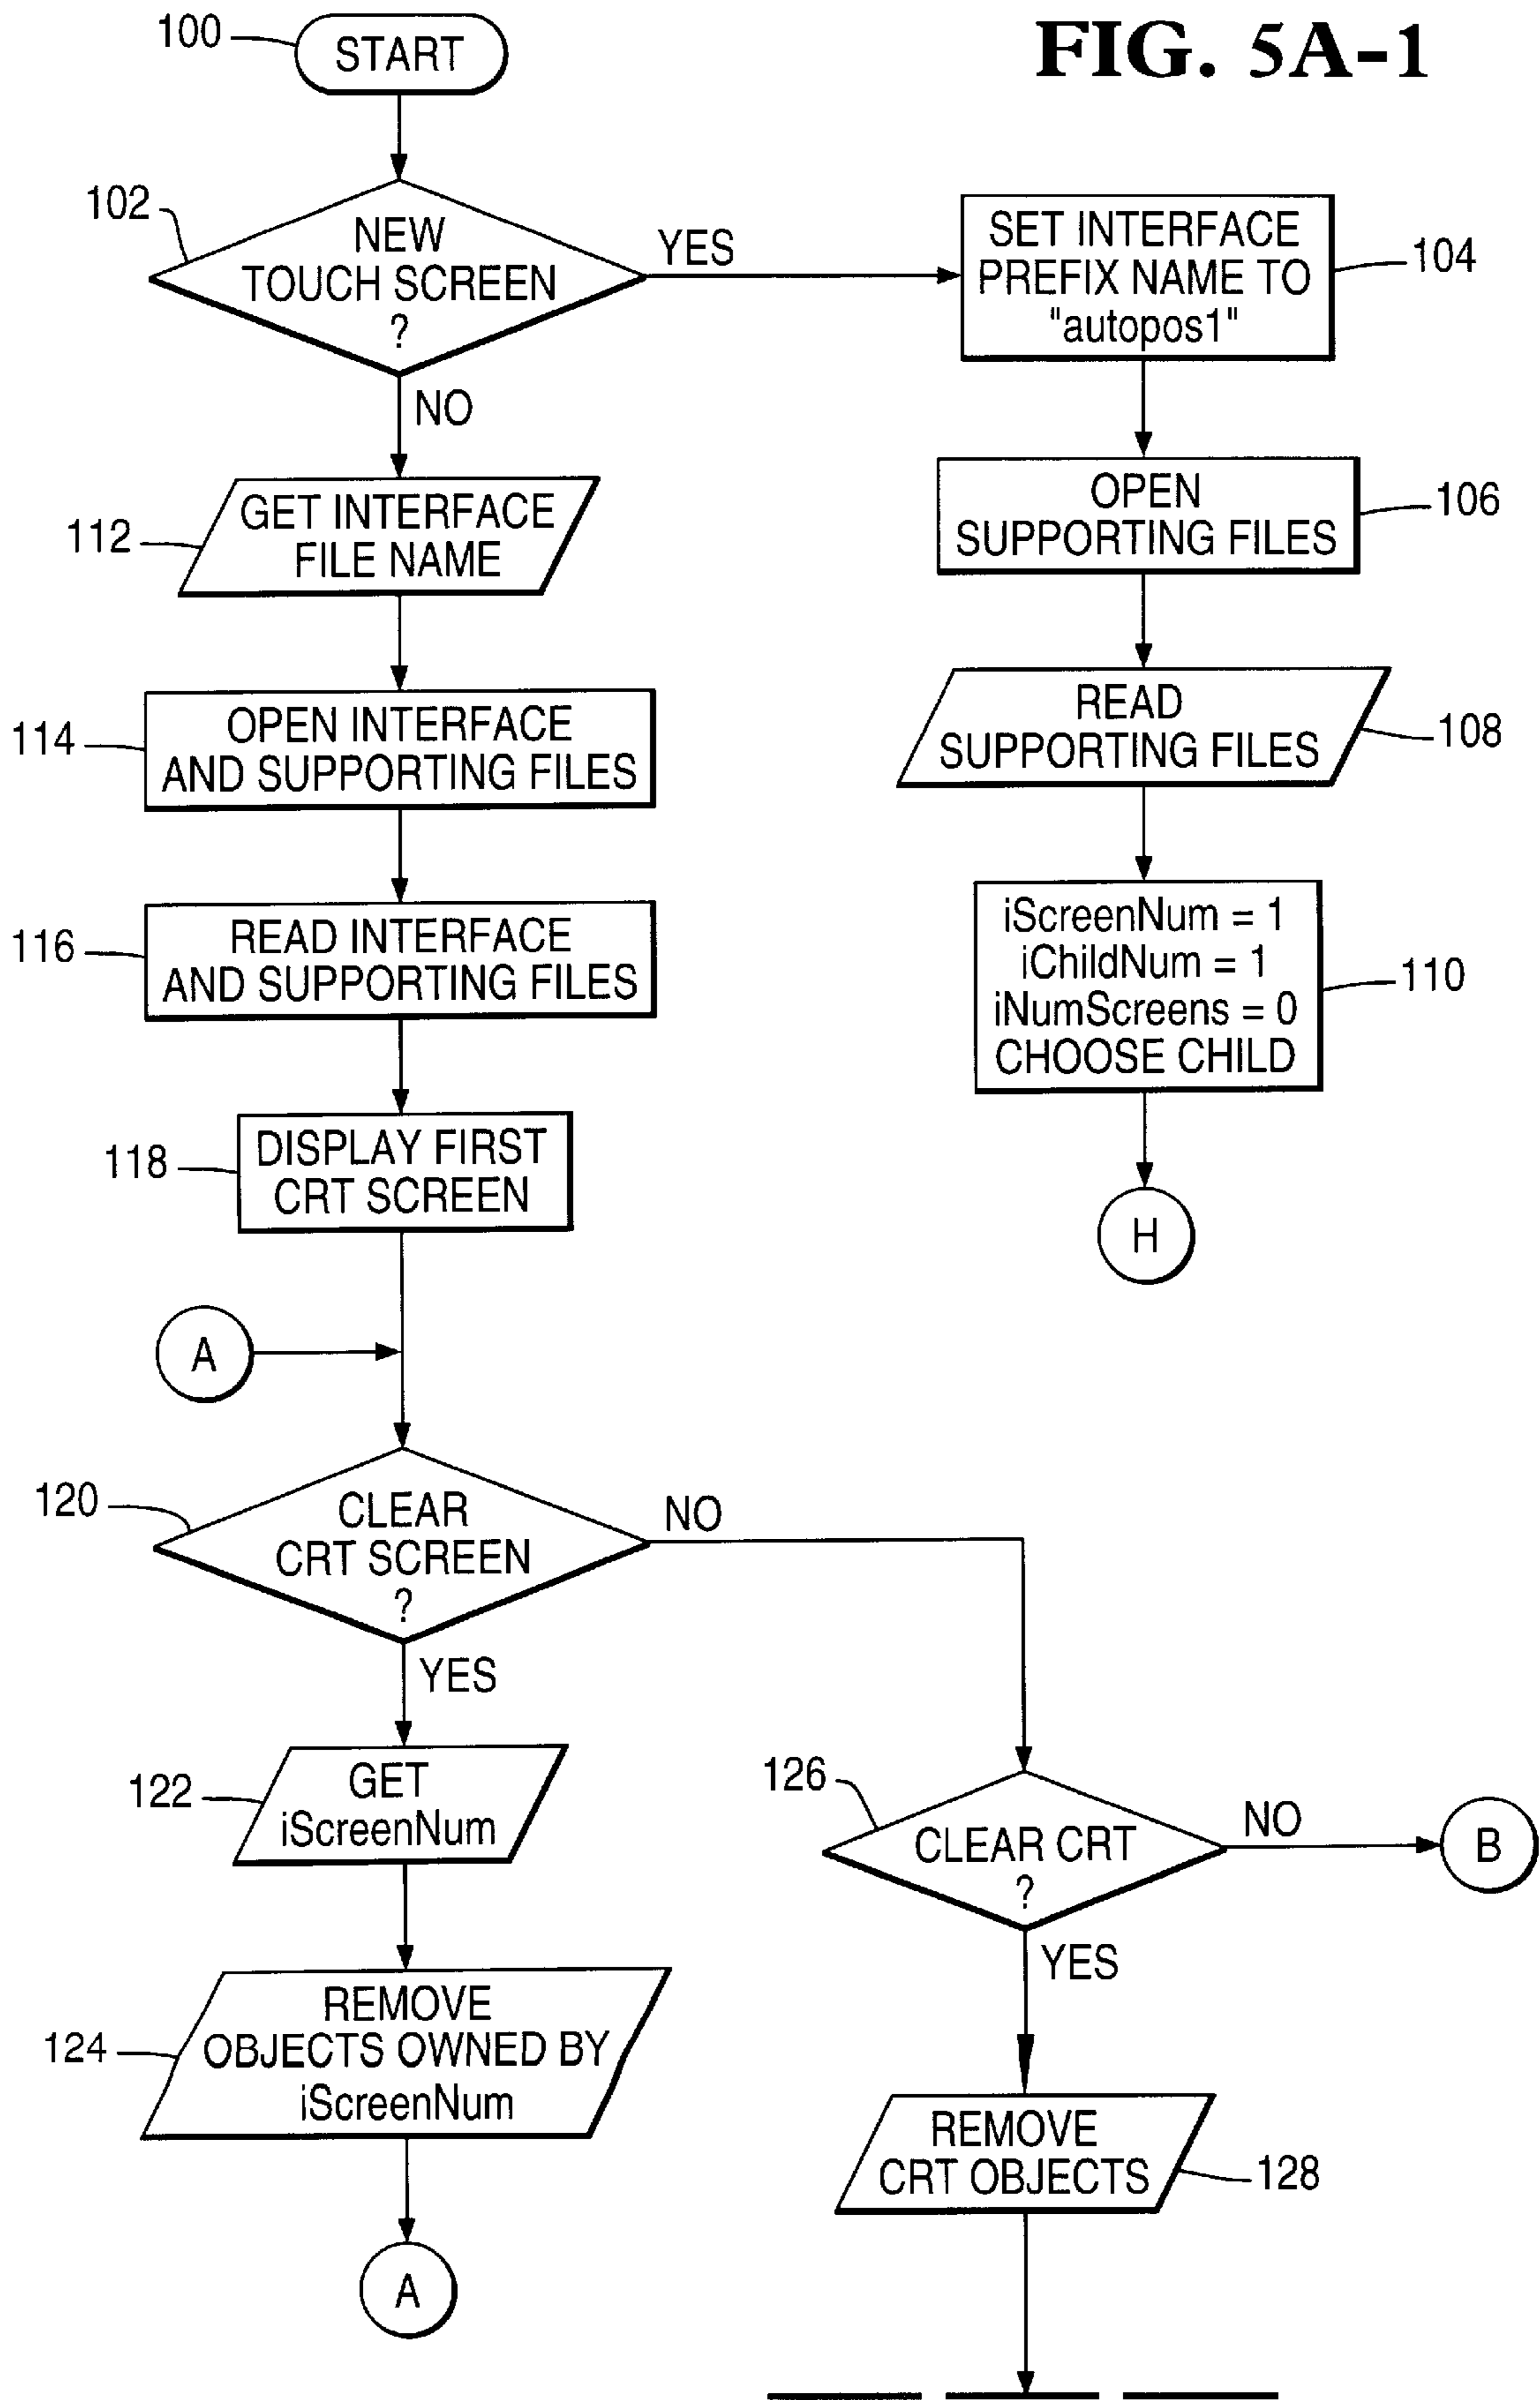 FIG. 5A-1
100
START
102
NEW
TOUCH SCREEN
?
YES
NO
SET INTERFACE
PREFIX NAME TO
"autopos1"
104
OPEN
SUPPORTING FILES
106
READ
SUPPORTING FILES
108
iScreenNum = 1
iChildNum = 1
iNumScreens = 0
CHOOSE CHILD
110
H
112
GET INTERFACE
FILE NAME
114
OPEN INTERFACE
AND SUPPORTING FILES
116
READ INTERFACE
AND SUPPORTING FILES
118
DISPLAY FIRST
CRT SCREEN
A
120
CLEAR
CRT SCREEN
?
NO
YES
122
GET
iScreenNum
124
REMOVE
OBJECTS OWNED BY
iScreenNum
A
126
CLEAR CRT
?
NO
B
YES
REMOVE
CRT OBJECTS
128